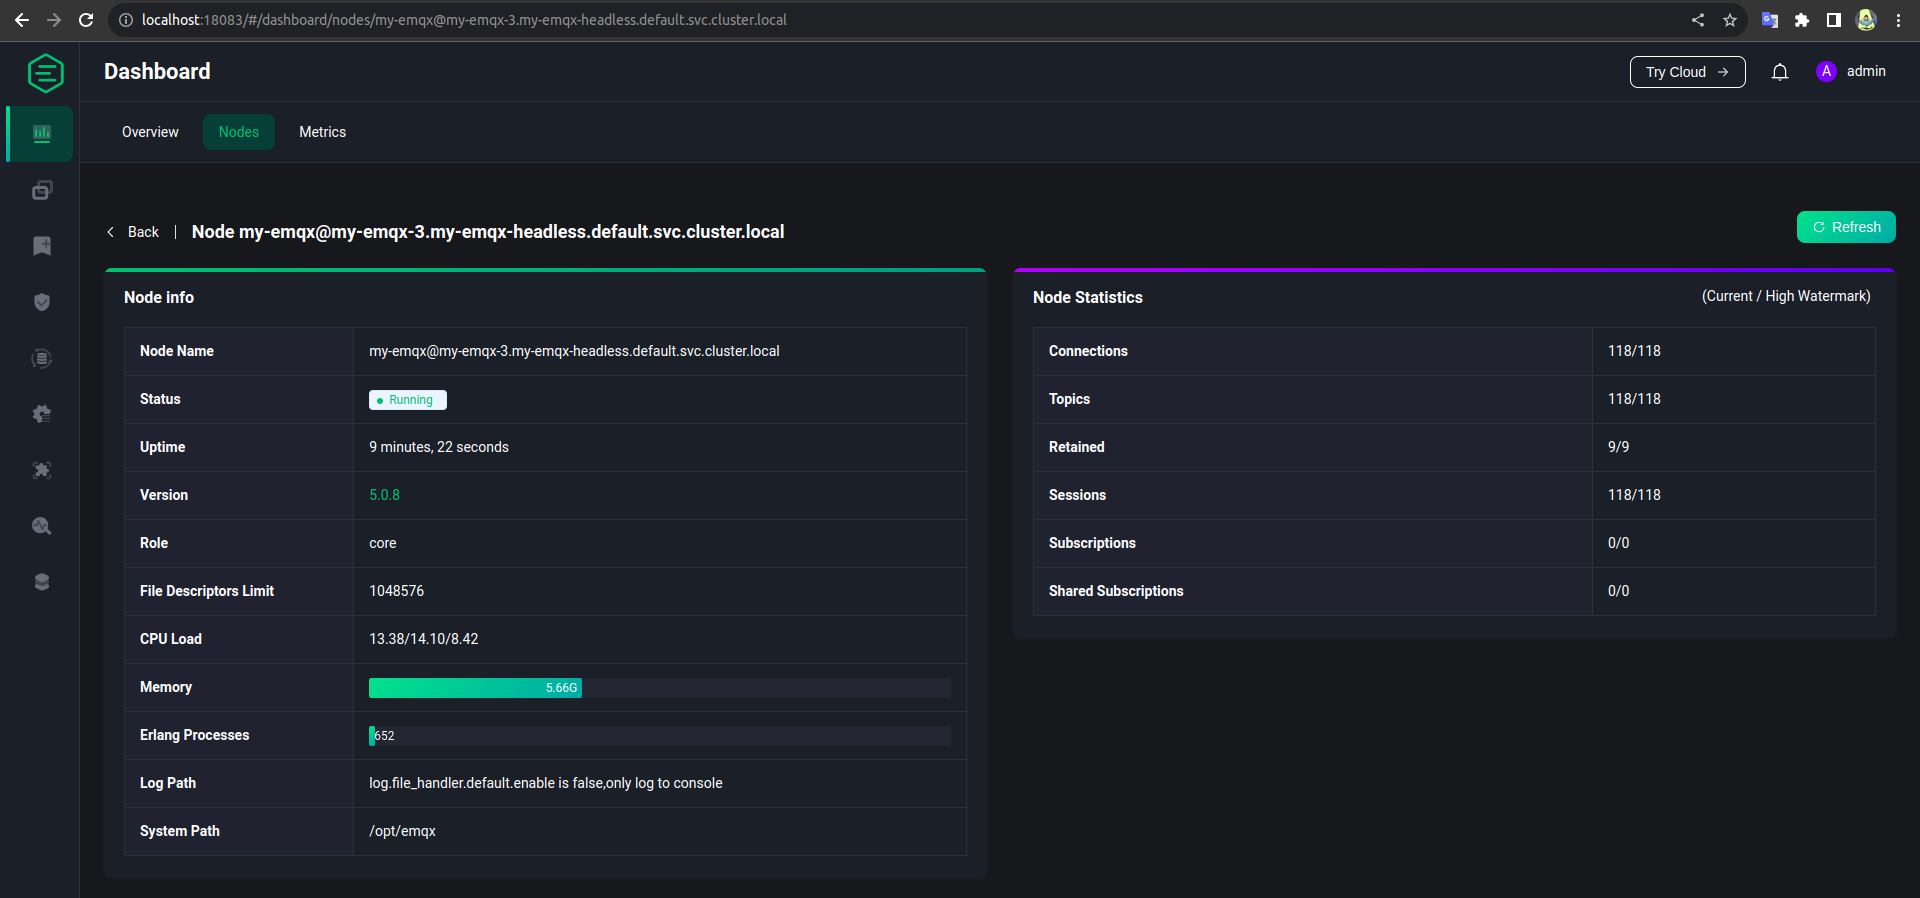 localhost:18083/#/dashboard/nodes/my-emqx@my-emqx-3.my-emqx-headless.default.svc.cluster.local
Dashboard
Try Cloud →
A admin
Overview Nodes Metrics
Back | Node my-emqx@my-emqx-3.my-emqx-headless.default.svc.cluster.local
Refresh
Node info
Node Name my-emqx@my-emqx-3.my-emqx-headless.default.svc.cluster.local
Status Running
Uptime 9 minutes, 22 seconds
Version 5.0.8
Role core
File Descriptors Limit 1048576
CPU Load 13.38/14.10/8.42
Memory 5.66G
Erlang Processes 652
Log Path log.file_handler.default.enable is false,only log to console
System Path /opt/emqx
Node Statistics (Current / High Watermark)
Connections 118/118
Topics 118/118
Retained 9/9
Sessions 118/118
Subscriptions 0/0
Shared Subscriptions 0/0